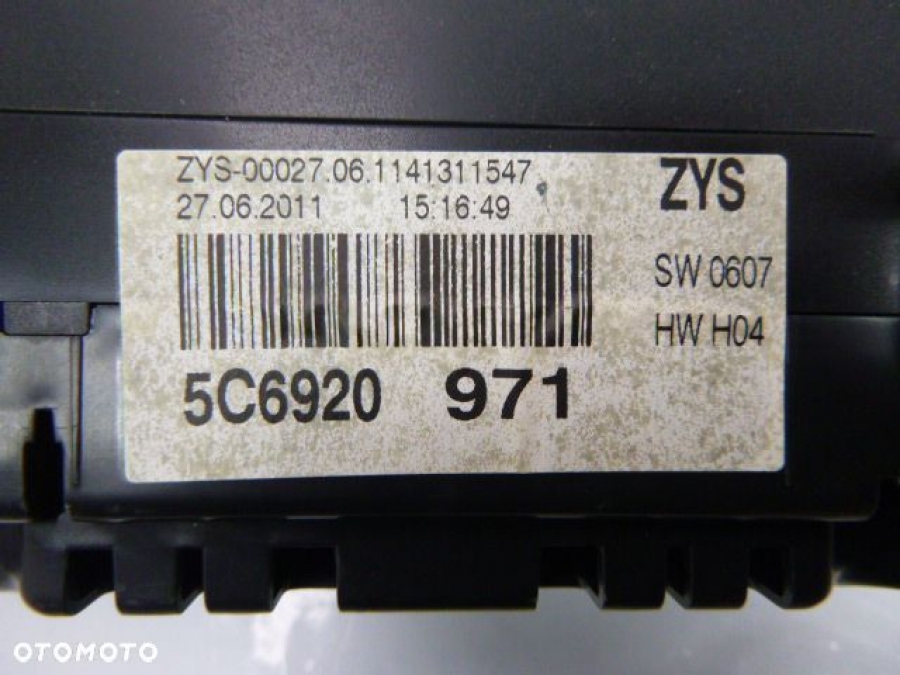 ZYS-00027.06.1141311547
27.06.2011 15:16:49
ZYS
SW 0607
HW H04
5C6920 971
OTOMOTO